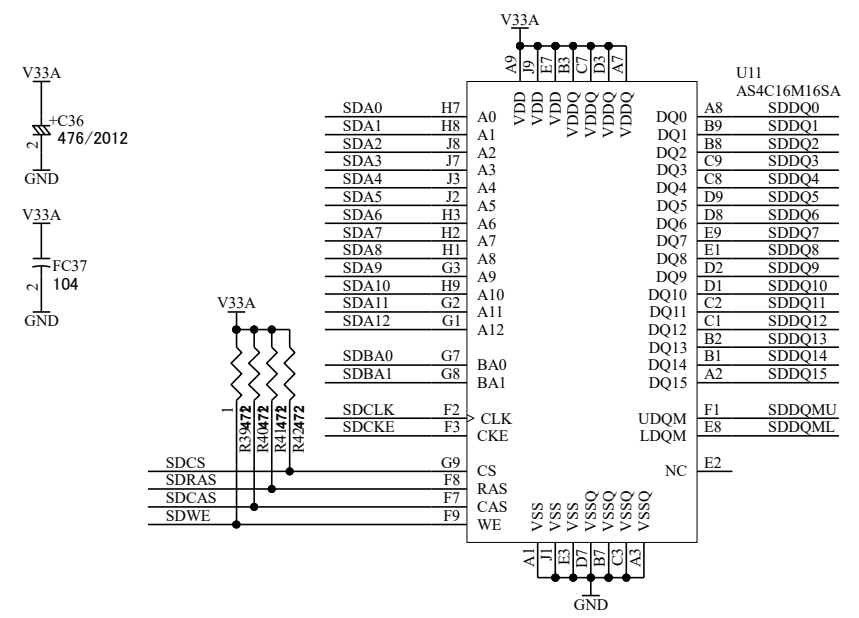 V33A
A9 J9 E7 B3 C7 D3 A7
VDD VDD VDD VDDQ VDDQ VDDQ VDDQ
U11
AS4C16M16SA
V33A
+C36
476/2012
2
GND
V33A
FC37
104
2
GND
SDA0 H7 A0 DQ0 A8 SDDQ0
SDA1 H8 A1 DQ1 B9 SDDQ1
SDA2 J8 A2 DQ2 B8 SDDQ2
SDA3 J7 A3 DQ3 C9 SDDQ3
SDA4 J3 A4 DQ4 C8 SDDQ4
SDA5 J2 A5 DQ5 D9 SDDQ5
SDA6 H3 A6 DQ6 D8 SDDQ6
SDA7 H2 A7 DQ7 E9 SDDQ7
SDA8 H1 A8 DQ8 E1 SDDQ8
SDA9 G3 A9 DQ9 D2 SDDQ9
SDA10 H9 A10 DQ10 D1 SDDQ10
SDA11 G2 A11 DQ11 C2 SDDQ11
SDA12 G1 A12 DQ12 C1 SDDQ12
DQ13 B2 SDDQ13
SDBA0 G7 BA0 DQ14 B1 SDDQ14
SDBA1 G8 BA1 DQ15 A2 SDDQ15
SDCLK F2 CLK UDQM F1 SDDQMU
SDCKE F3 CKE LDQM E8 SDDQML
V33A
1
R39 472
R40 472
R41 472
R42 472
SDCS G9 CS NC E2
SDRAS F8 RAS
SDCAS F7 CAS
SDWE F9 WE
VSS VSS VSS VSSQ VSSQ VSSQ VSSQ
A1 J1 E3 D7 B7 C3 A3
GND